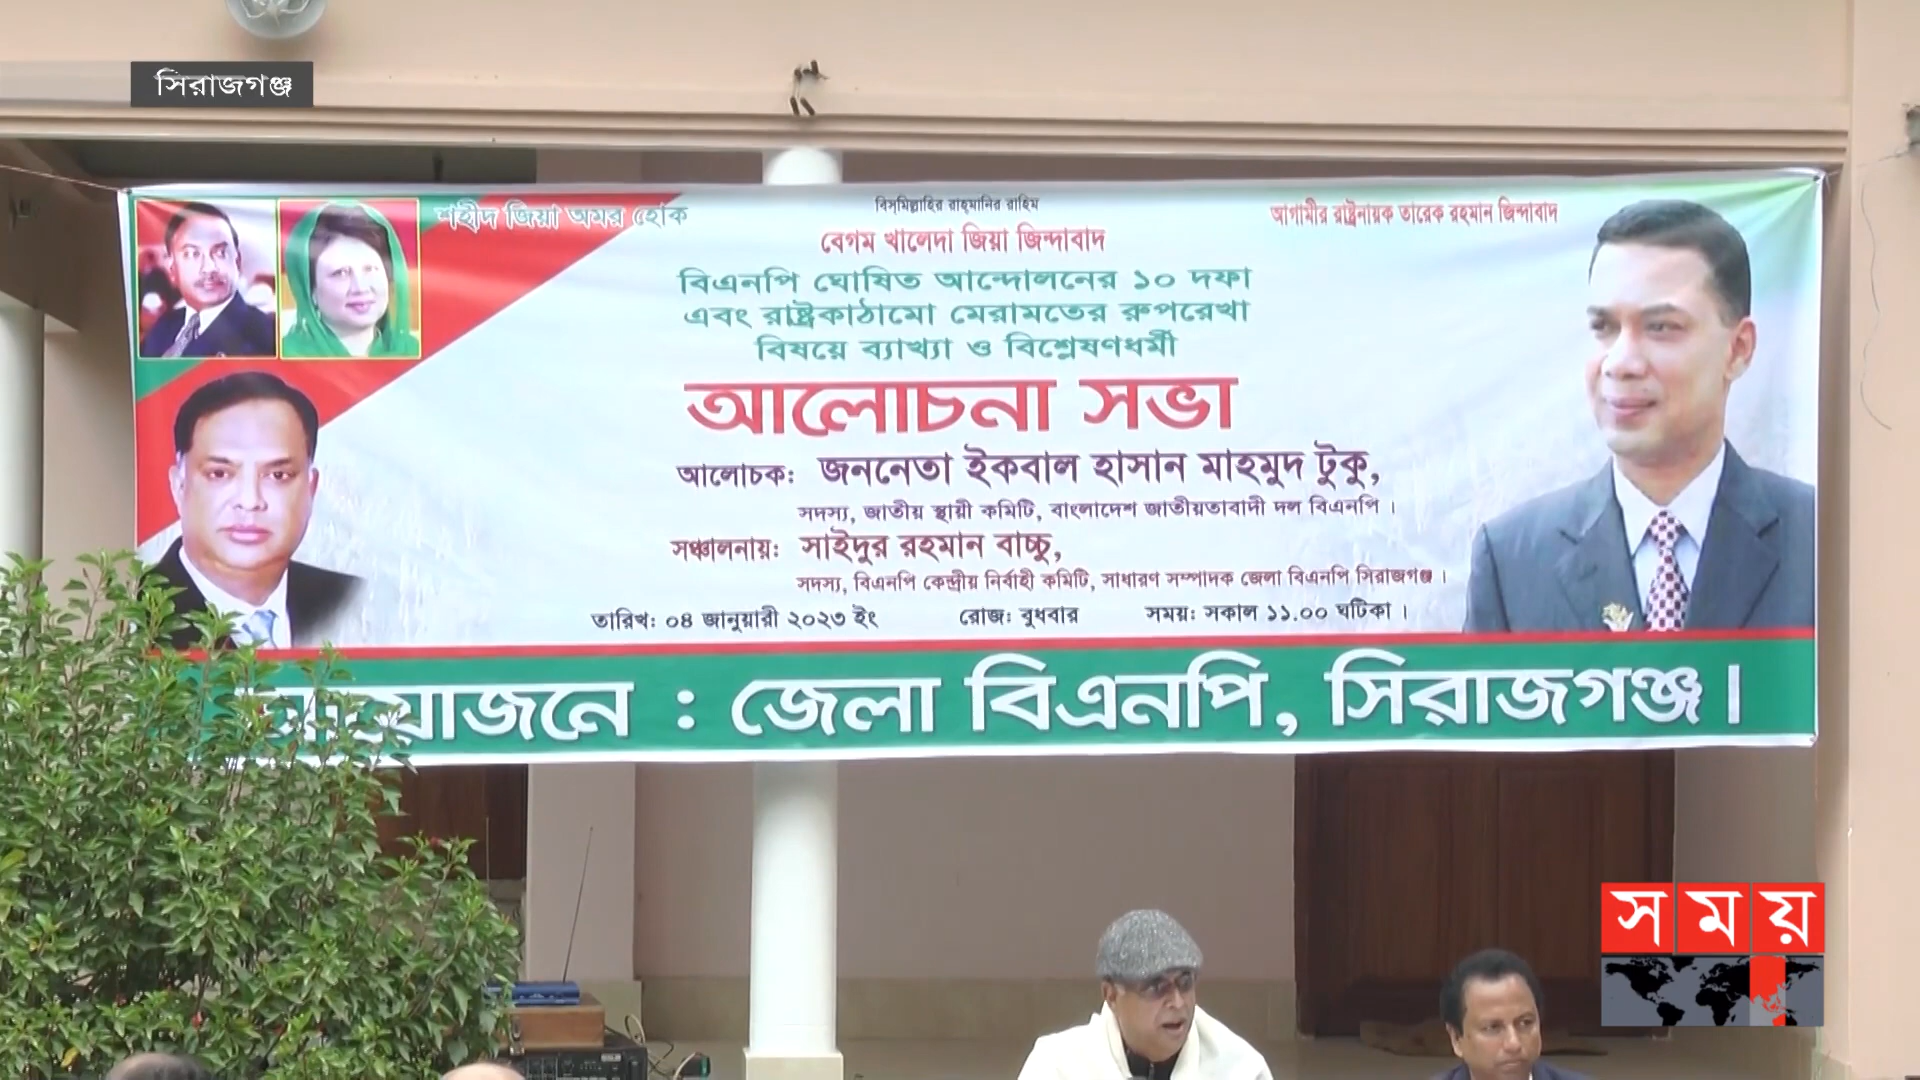 সিরাজগঞ্জ
শহীদ জিয়া অমর হোক
বিস্‌মিল্লাহির রাহ্‌মানির রাহিম
আগামীর রাষ্ট্রনায়ক তারেক রহমান জিন্দাবাদ
বেগম খালেদা জিয়া জিন্দাবাদ
বিএনপি ঘোষিত আন্দোলনের ১০ দফা
এবং রাষ্ট্রকাঠামো মেরামতের রুপরেখা
বিষয়ে ব্যাখ্যা ও বিশ্লেষণধর্মী
আলোচনা সভা
আলোচক: জননেতা ইকবাল হাসান মাহমুদ টুকু,
সদস্য, জাতীয় স্থায়ী কমিটি, বাংলাদেশ জাতীয়তাবাদী দল বিএনপি ।
সঞ্চালনায়: সাইদুর রহমান বাচ্চু,
সদস্য, বিএনপি কেন্দ্রীয় নির্বাহী কমিটি, সাধারণ সম্পাদক জেলা বিএনপি সিরাজগঞ্জ ।
তারিখ: ০৪ জানুয়ারী ২০২৩ ইং রোজ: বুধবার সময়: সকাল ১১.০০ ঘটিকা ।
আয়োজনে : জেলা বিএনপি, সিরাজগঞ্জ ।
সময়